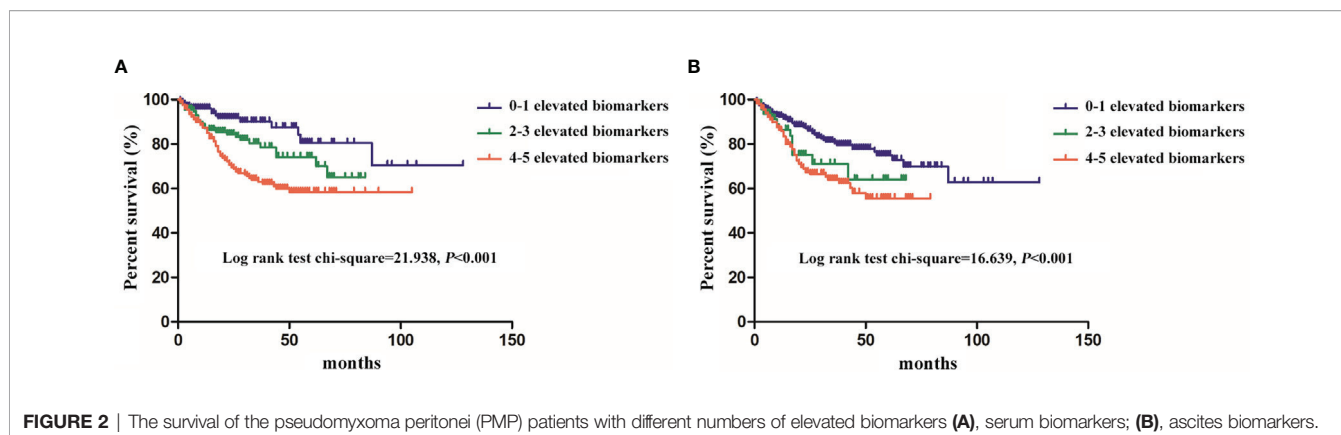 A
Percent survival (%)
100
80
60
40
20
0
0 50 100 150
months
0-1 elevated biomarkers
2-3 elevated biomarkers
4-5 elevated biomarkers
Log rank test chi-square=21.938, P<0.001
B
Percent survival (%)
100
80
60
40
20
0
0 50 100 150
months
0-1 elevated biomarkers
2-3 elevated biomarkers
4-5 elevated biomarkers
Log rank test chi-square=16.639, P<0.001
FIGURE 2 | The survival of the pseudomyxoma peritonei (PMP) patients with different numbers of elevated biomarkers (A), serum biomarkers; (B), ascites biomarkers.